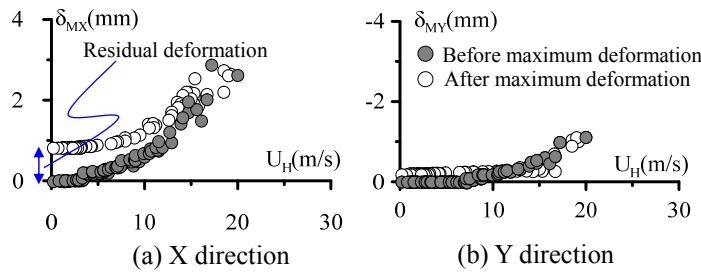 δMX(mm)
4
2
0
Residual deformation
UH(m/s)
0
10
20
30
(a) X direction
δMY(mm)
-4
-2
0
Before maximum deformation
After maximum deformation
UH(m/s)
0
10
20
30
(b) Y direction